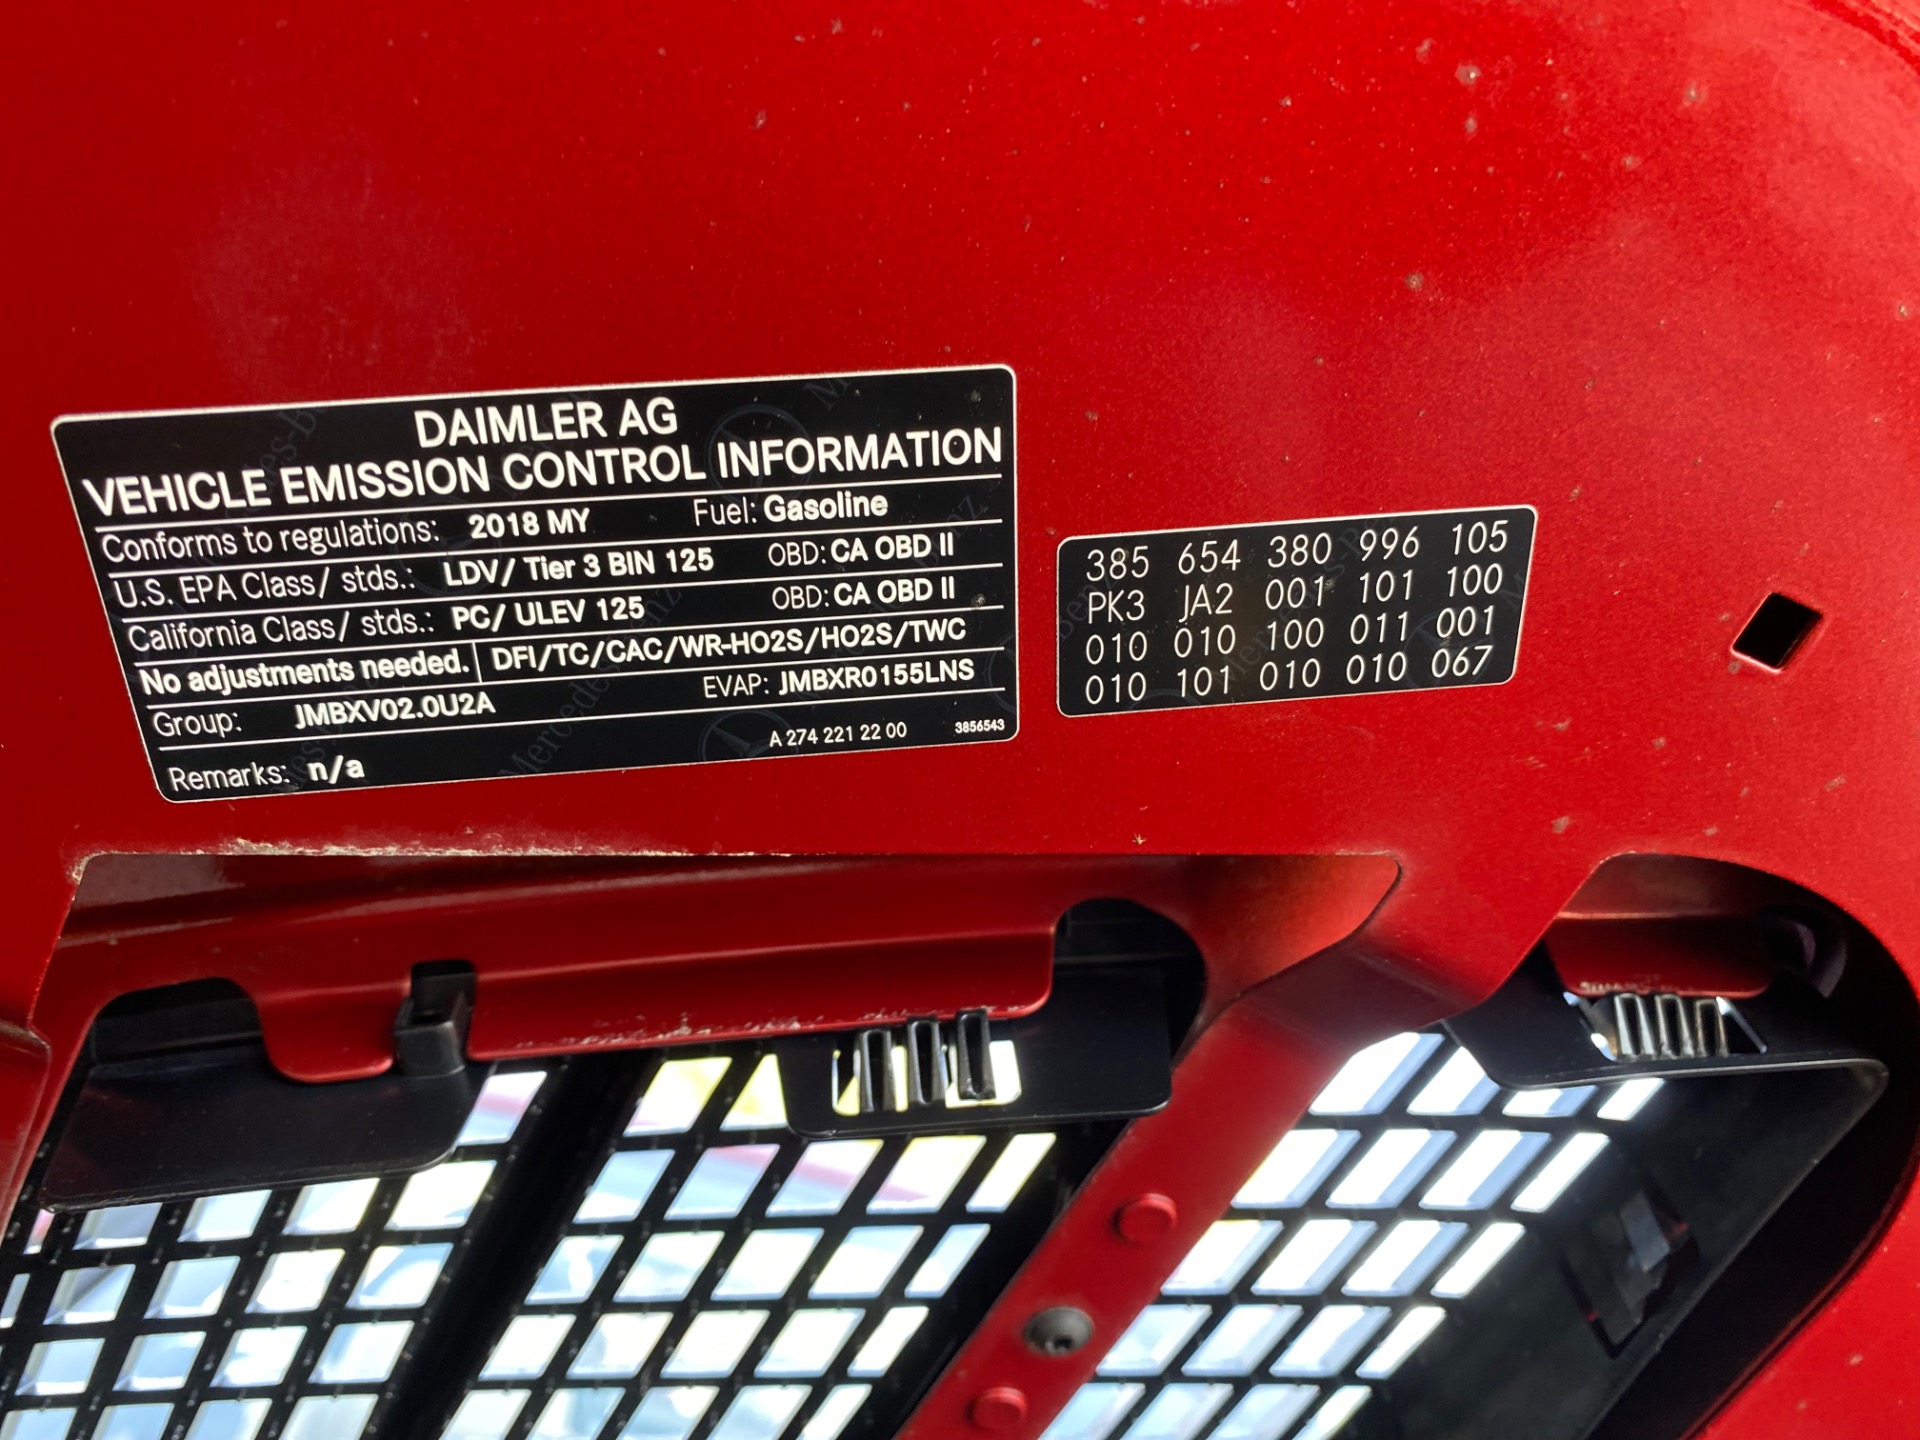 DAIMLER AG
VEHICLE EMISSION CONTROL INFORMATION
Conforms to regulations: 2018 MY Fuel: Gasoline
U.S. EPA Class/ stds.: LDV/ Tier 3 BIN 125 OBD: CA OBD II
California Class/ stds.: PC/ ULEV 125 OBD: CA OBD II
No adjustments needed. DFI/TC/CAC/WR-HO2S/HO2S/TWC
Group: JMBXV02.0U2A EVAP: JMBXR0155LNS
Remarks: n/a A 274 221 22 00 3856543
385 654 380 996 105
PK3 JA2 001 101 100
010 010 100 011 001
010 101 010 010 067